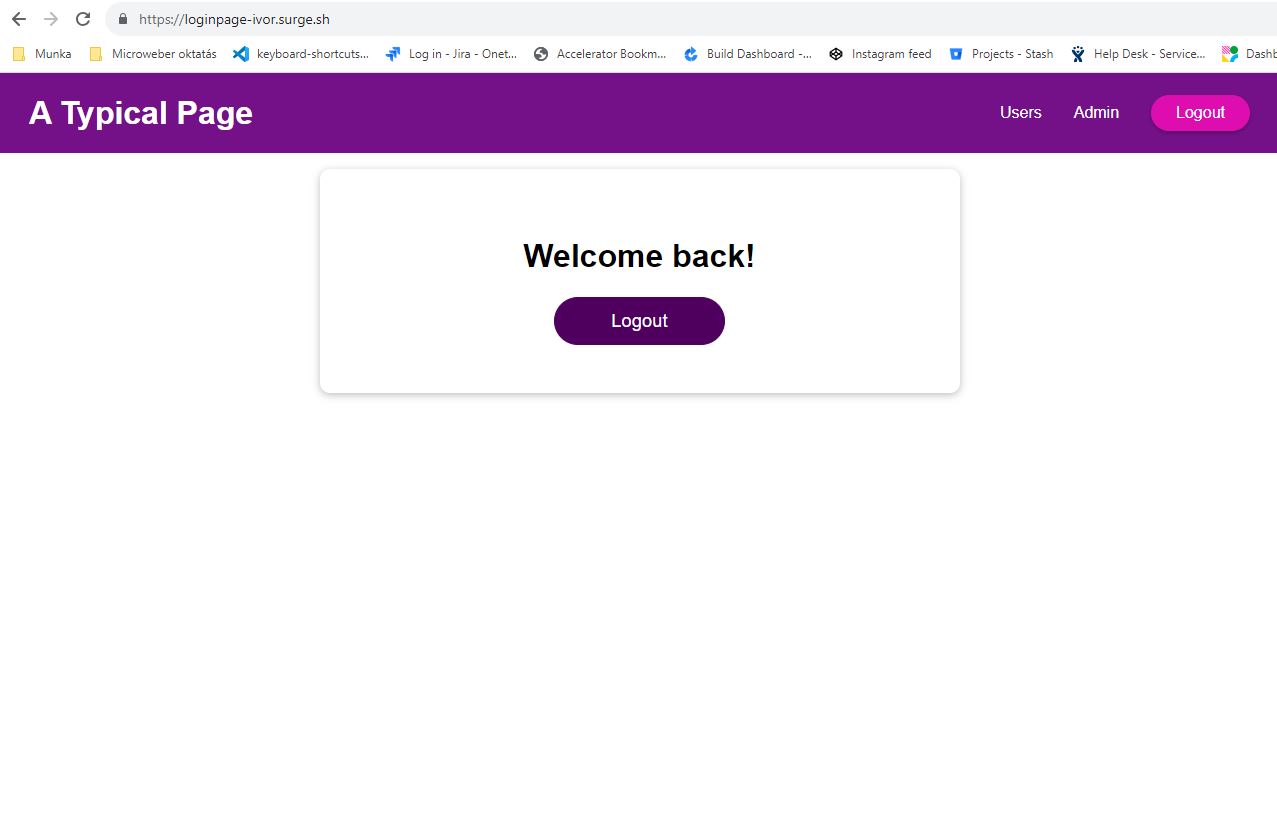 https://loginpage-ivor.surge.sh
Munka Microweber oktatás keyboard-shortcuts... Log in - Jira - Onet... Accelerator Bookm... Build Dashboard -... Instagram feed Projects - Stash Help Desk - Service... Dashb
A Typical Page Users Admin Logout
Welcome back!
Logout